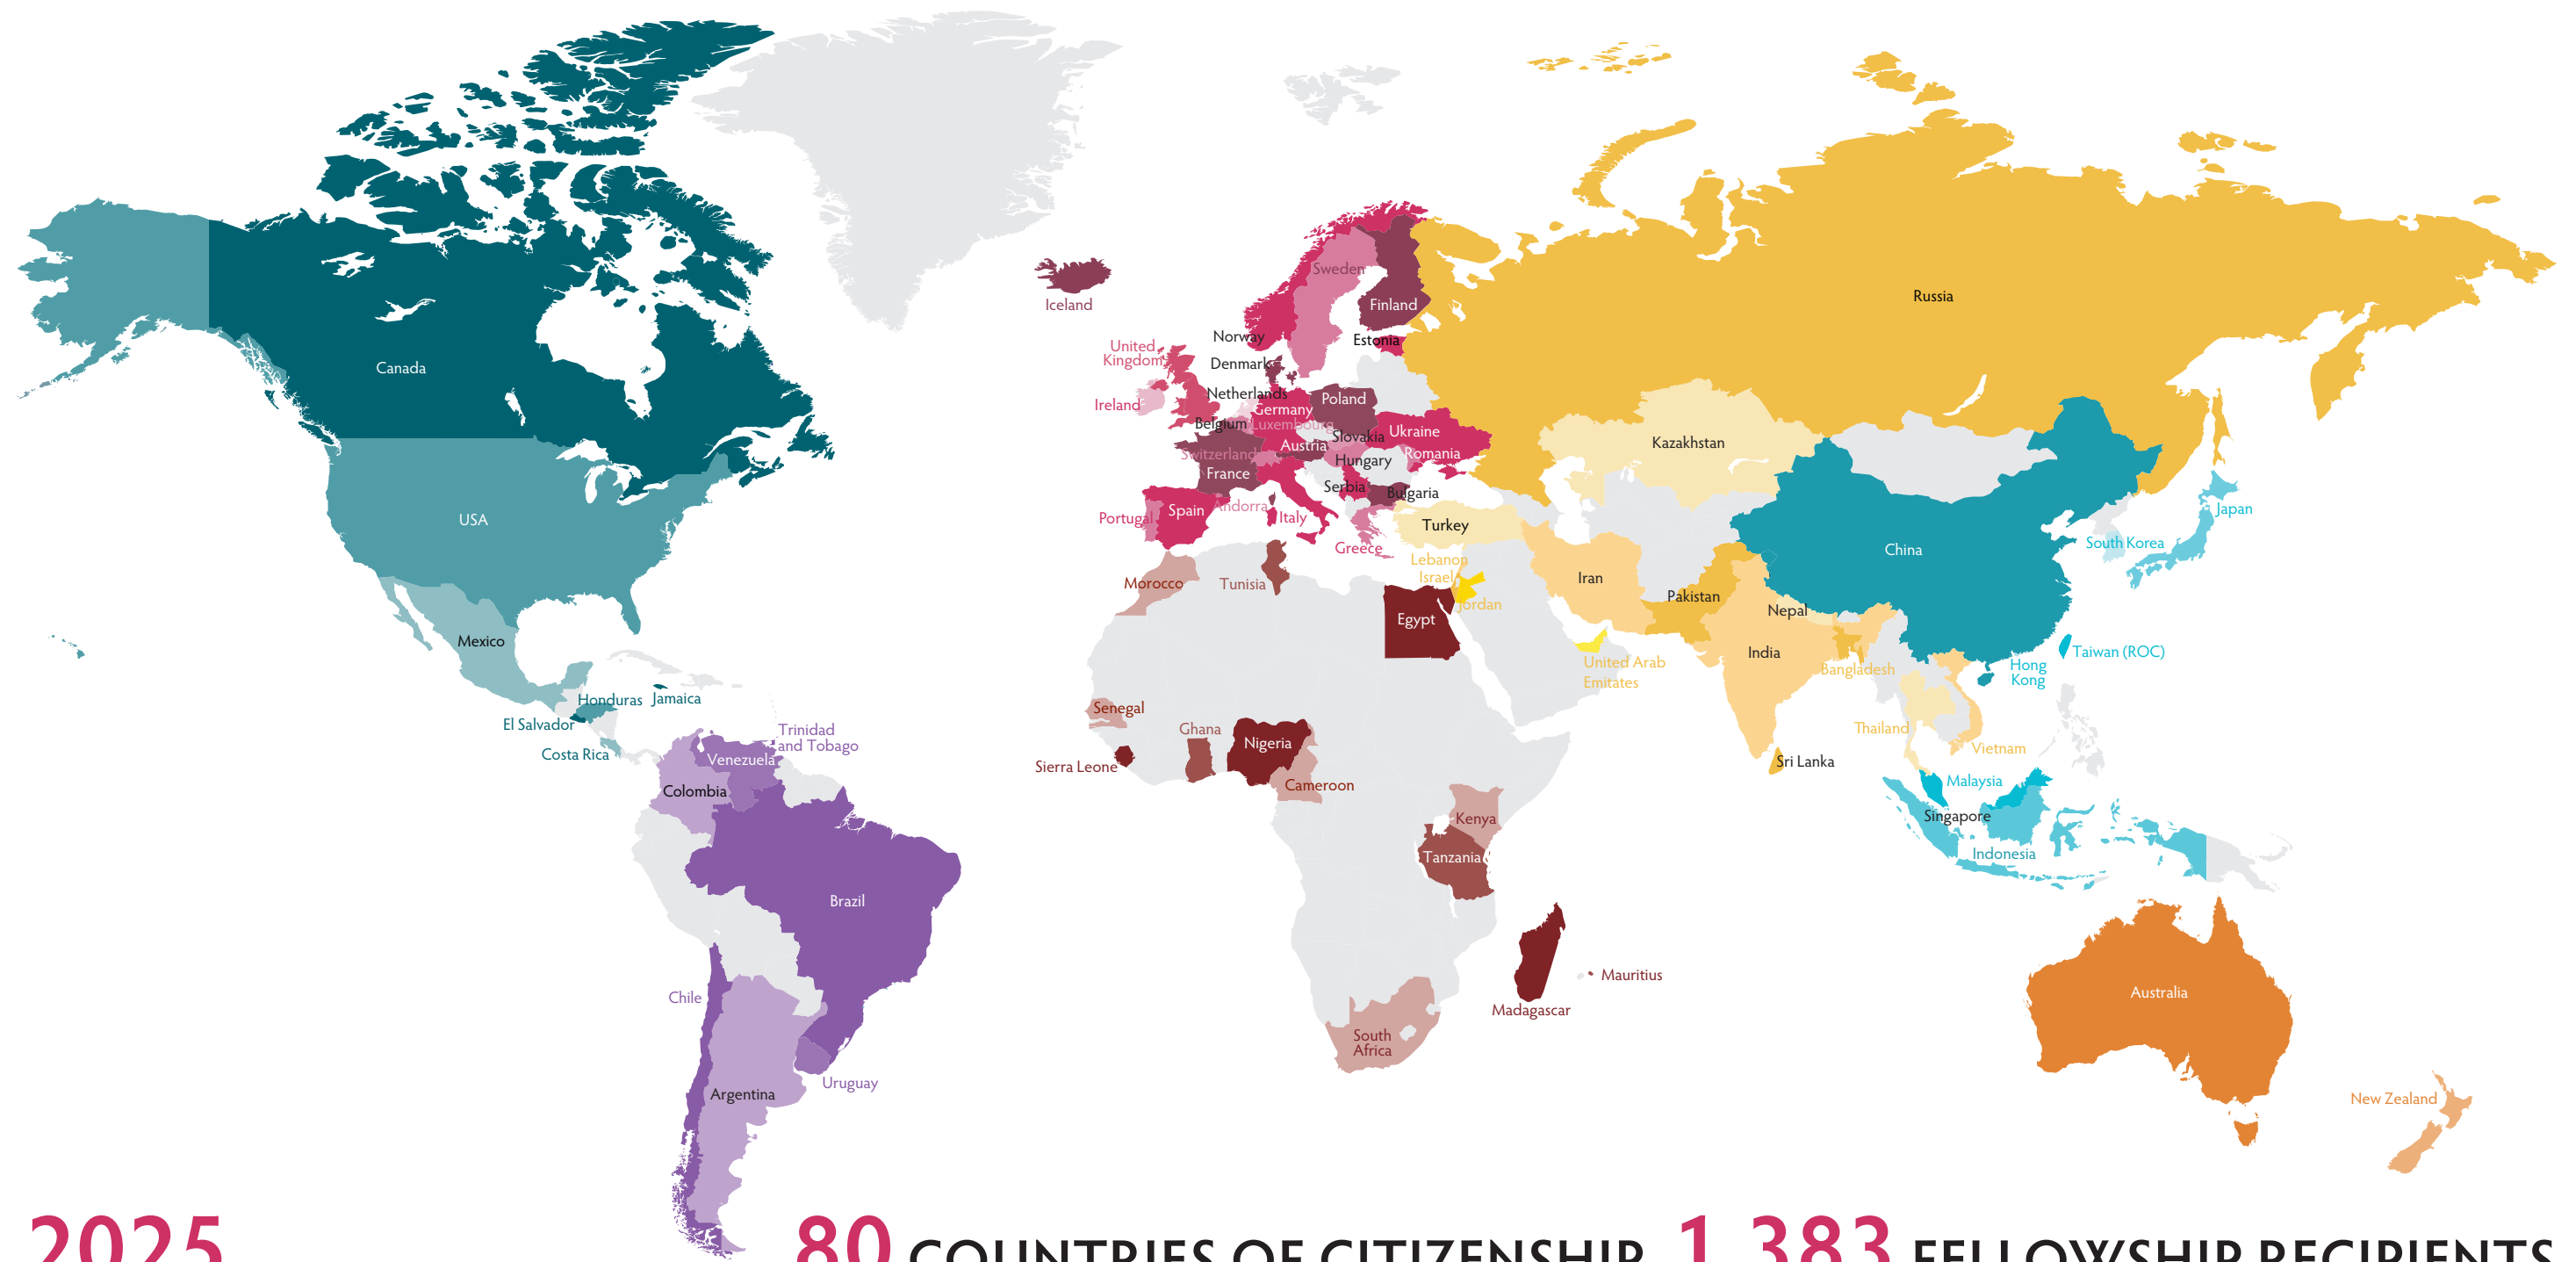 Canada
USA
Mexico
Honduras
Jamaica
El Salvador
Costa Rica
Trinidad
and Tobago
Venezuela
Colombia
Brazil
Chile
Argentina
Uruguay
Iceland
Sweden
Finland
Norway
Estonia
United
Kingdom
Denmark
Ireland
Netherlands
Poland
Germany
Belgium
Luxembourg
Ukraine
Slovakia
Austria
Switzerland
Hungary
Romania
France
Serbia
Bulgaria
Andorra
Spain
Portugal
Italy
Greece
Turkey
Russia
Kazakhstan
China
Japan
South Korea
Lebanon
Israel
Jordan
Iran
Pakistan
Nepal
India
Bangladesh
United Arab
Emitates
Taiwan (ROC)
Hong
Kong
Thailand
Vietnam
Sri Lanka
Malaysia
Singapore
Indonesia
Morocco
Tunisia
Egypt
Senegal
Ghana
Nigeria
Sierra Leone
Cameroon
Kenya
Tanzania
Mauritius
Madagascar
South
Africa
Australia
New Zealand
2025
80 COUNTRIES OF CITIZENSHIP 1,383 FELLOWSHIP RECIPIENTS